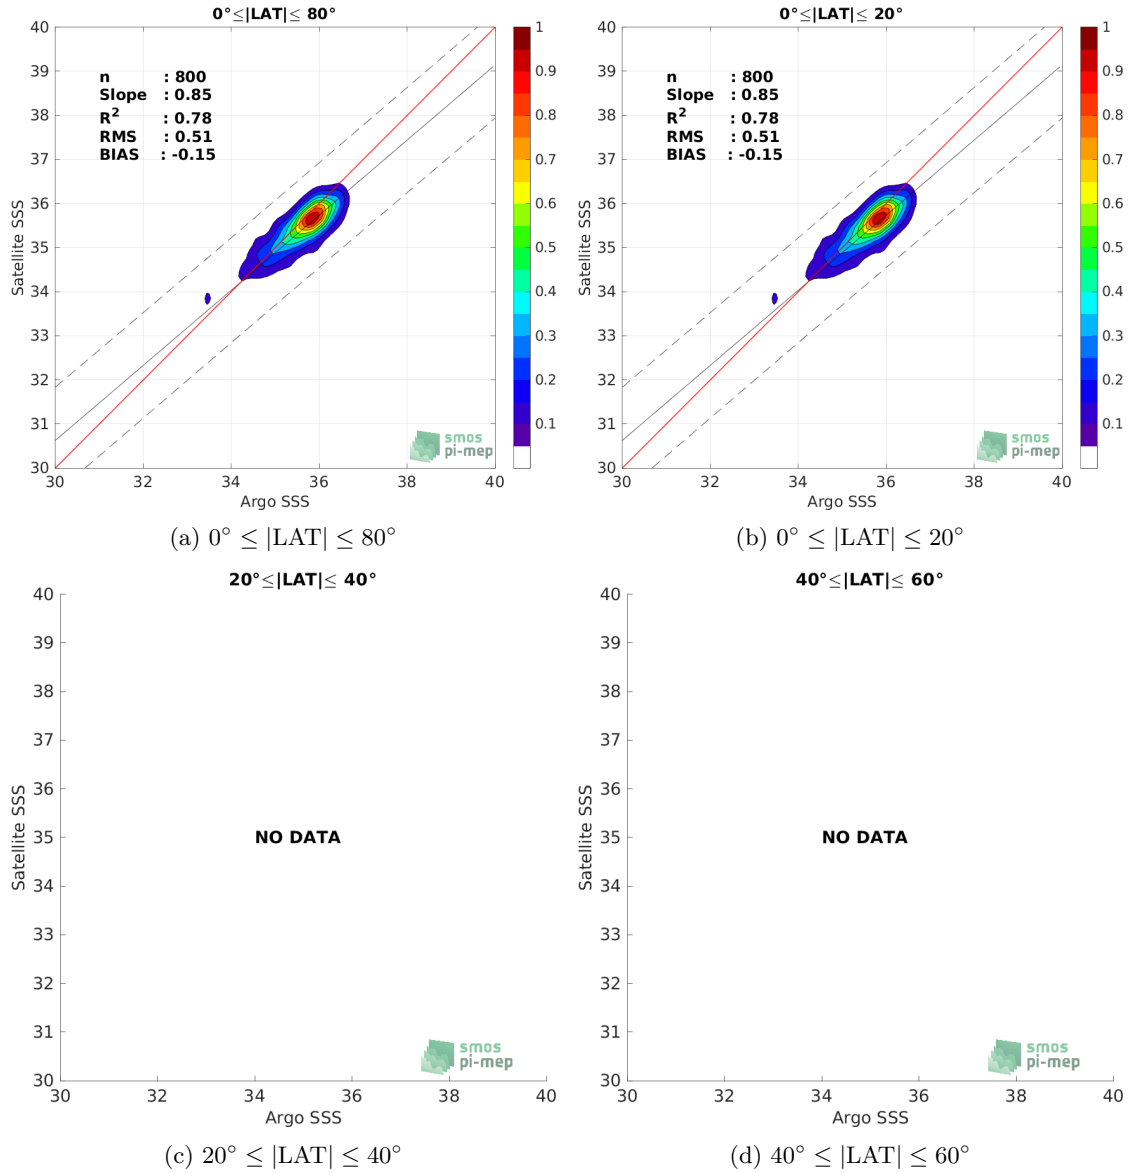 0°≤|LAT|≤ 80°
40
39
38
37
36
35
34
33
32
31
30
Satellite SSS
n : 800
Slope : 0.85
R² : 0.78
RMS : 0.51
BIAS : -0.15
smos
pi-mep
30 32 34 36 38 40
Argo SSS
1
0.9
0.8
0.7
0.6
0.5
0.4
0.3
0.2
0.1
(a) 0° ≤ |LAT| ≤ 80°
0°≤|LAT|≤ 20°
40
39
38
37
36
35
34
33
32
31
30
Satellite SSS
n : 800
Slope : 0.85
R² : 0.78
RMS : 0.51
BIAS : -0.15
smos
pi-mep
30 32 34 36 38 40
Argo SSS
1
0.9
0.8
0.7
0.6
0.5
0.4
0.3
0.2
0.1
(b) 0° ≤ |LAT| ≤ 20°
20°≤|LAT|≤ 40°
40
39
38
37
36
35
34
33
32
31
30
Satellite SSS
NO DATA
smos
pi-mep
30 32 34 36 38 40
Argo SSS
(c) 20° ≤ |LAT| ≤ 40°
40°≤|LAT|≤ 60°
40
39
38
37
36
35
34
33
32
31
30
Satellite SSS
NO DATA
smos
pi-mep
30 32 34 36 38 40
Argo SSS
(d) 40° ≤ |LAT| ≤ 60°